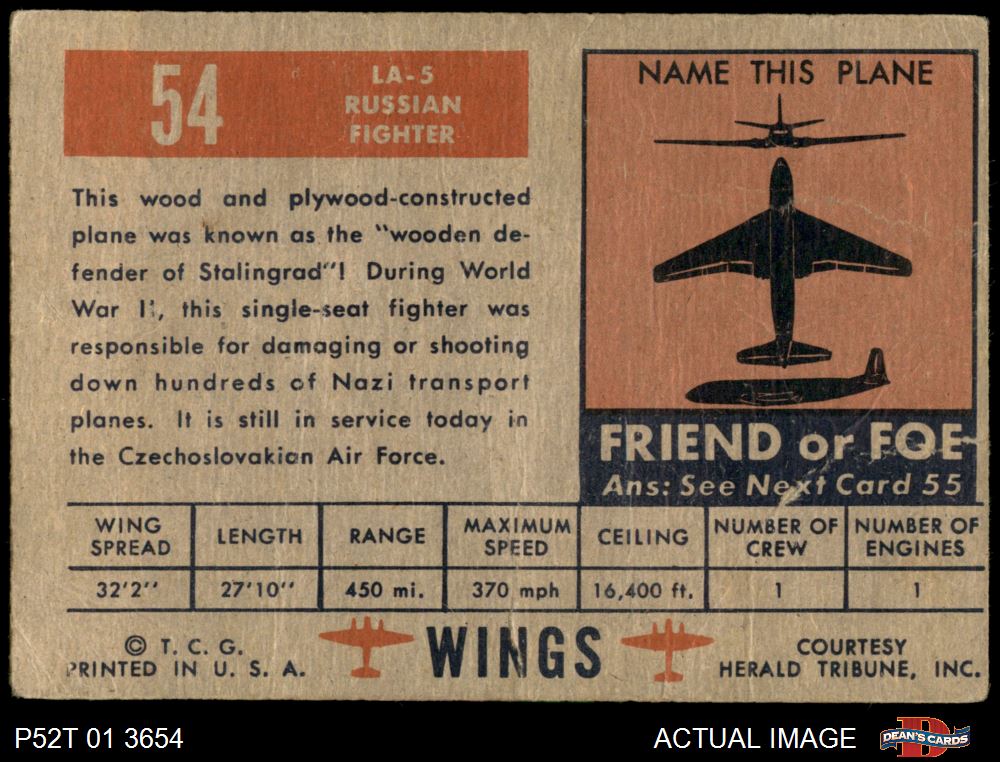 54
LA-5
RUSSIAN
FIGHTER
This wood and plywood-constructed
plane was known as the "wooden de-
fender of Stalingrad"! During World
War II, this single-seat fighter was
responsible for damaging or shooting
down hundreds of Nazi transport
planes. It is still in service today in
the Czechoslovakian Air Force.
NAME THIS PLANE
FRIEND or FOE
Ans: See Next Card 55
WING SPREAD LENGTH RANGE MAXIMUM SPEED CEILING NUMBER OF CREW NUMBER OF ENGINES
32'2'' 27'10'' 450 mi. 370 mph 16,400 ft. 1 1
© T. C. G.
PRINTED IN U. S. A.
WINGS
COURTESY
HERALD TRIBUNE, INC.
P52T 01 3654
ACTUAL IMAGE
D
DEAN'S CARDS